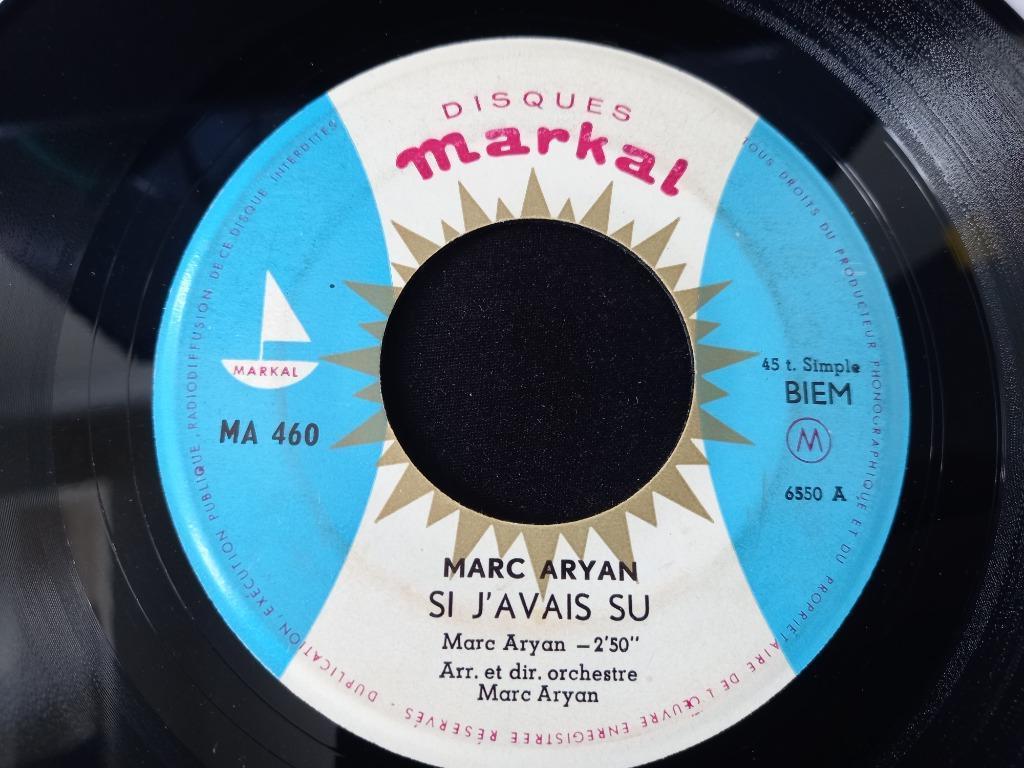 DISQUES
markal
TOUS DROITS DU PRODUCTEUR PHONOGRAPHIQUE ET DU PROPRIETAIRE DE L'ŒUVRE ENREGISTREE RÉSERVÉS - DUPLICATION, EXÉCUTION PUBLIQUE, RADIODIFFUSION DE CE DISQUE INTERDITES
MARKAL
MA 460
45 t. Simple
BIEM
M
6550 A
MARC ARYAN
SI J'AVAIS SU
Marc Aryan – 2'50"
Arr. et dir. orchestre
Marc Aryan